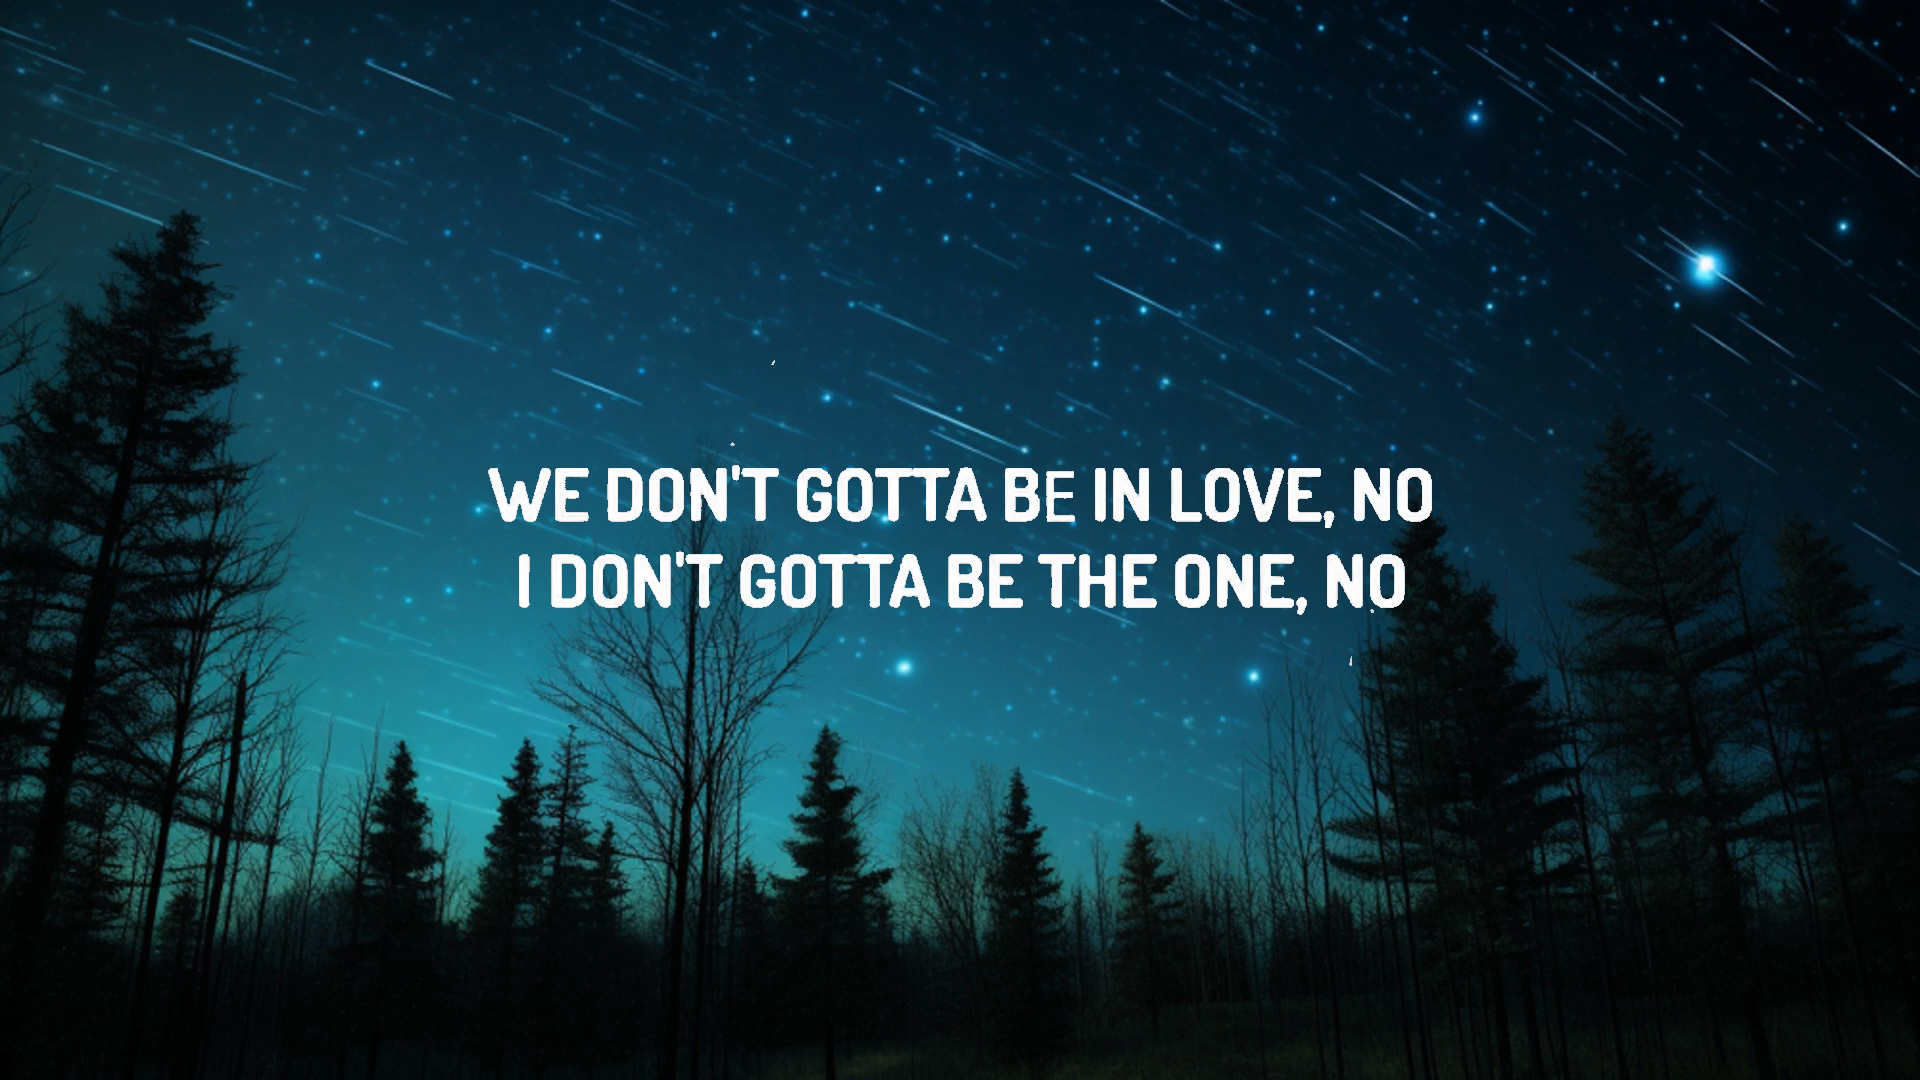 WE DON'T GOTTA BE IN LOVE, NO
I DON'T GOTTA BE THE ONE, NO